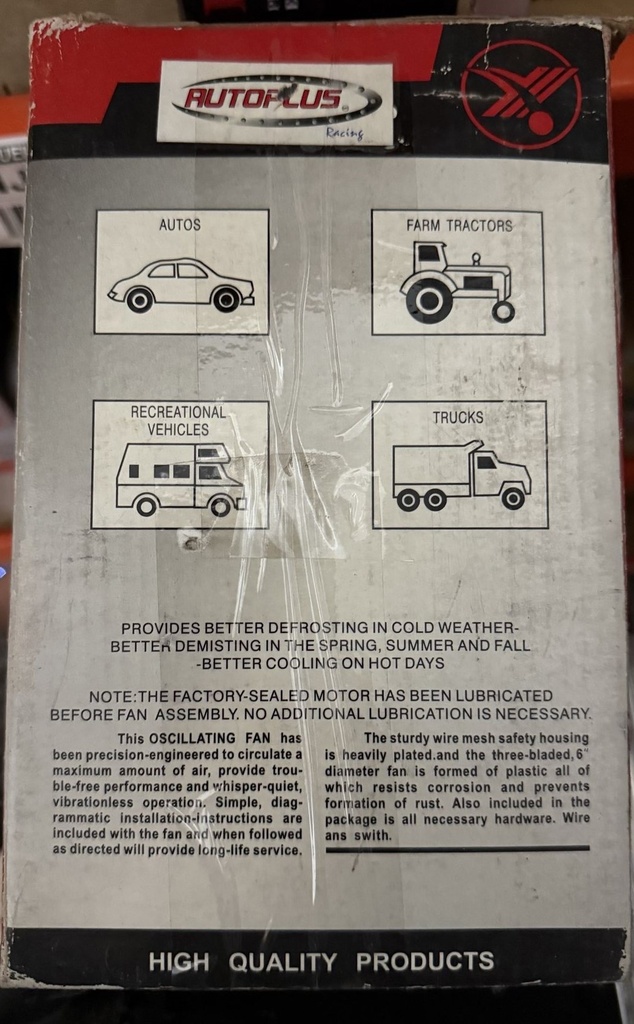 AUTOPLUS
Racing
AUTOS
FARM TRACTORS
RECREATIONAL
VEHICLES
TRUCKS
PROVIDES BETTER DEFROSTING IN COLD WEATHER-
BETTER DEMISTING IN THE SPRING, SUMMER AND FALL
-BETTER COOLING ON HOT DAYS
NOTE:THE FACTORY-SEALED MOTOR HAS BEEN LUBRICATED
BEFORE FAN ASSEMBLY. NO ADDITIONAL LUBRICATION IS NECESSARY.
This OSCILLATING FAN has
been precision-engineered to circulate a
maximum amount of air, provide trou-
ble-free performance and whisper-quiet,
vibrationless operation. Simple, diag-
rammatic installation-instructions are
included with the fan and when followed
as directed will provide long-life service.
The sturdy wire mesh safety housing
is heavily plated.and the three-bladed, 6"
diameter fan is formed of plastic all of
which resists corrosion and prevents
formation of rust. Also included in the
package is all necessary hardware. Wire
ans swith.
HIGH QUALITY PRODUCTS